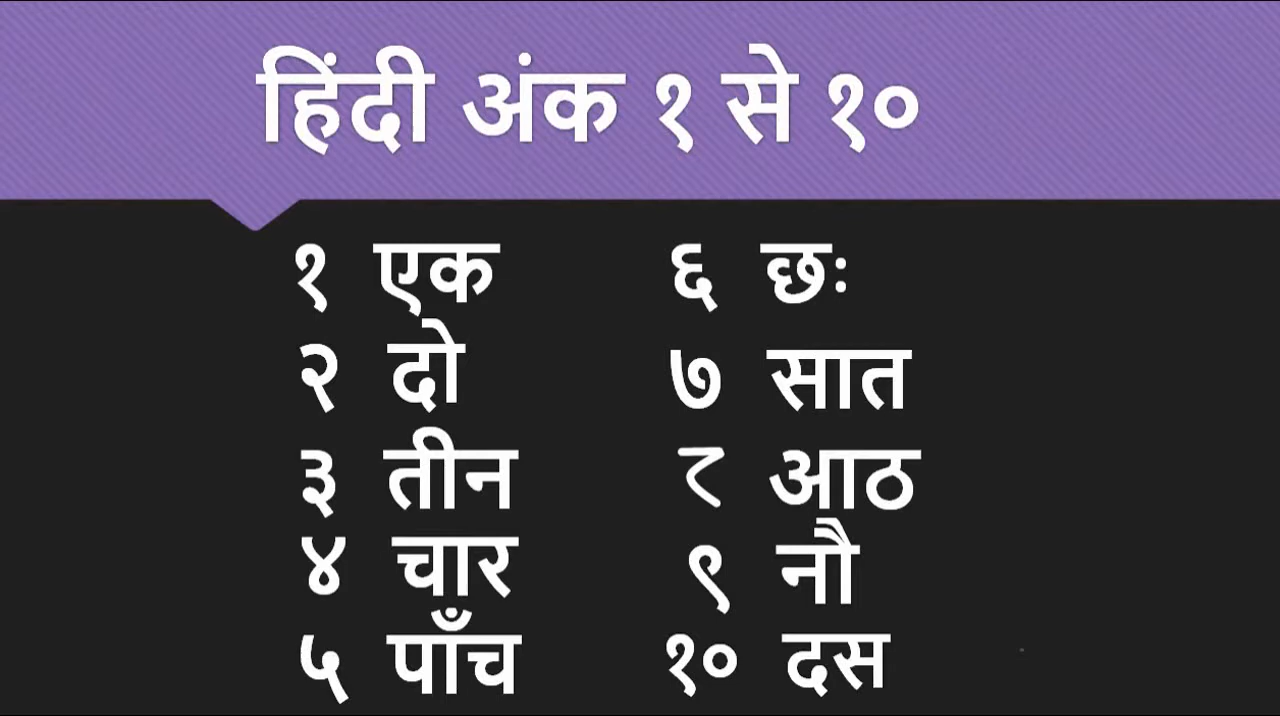 हिंदी अंक १ से १०
१ एक
२ दो
३ तीन
४ चार
५ पाँच
६ छः
७ सात
८ आठ
९ नौ
१० दस